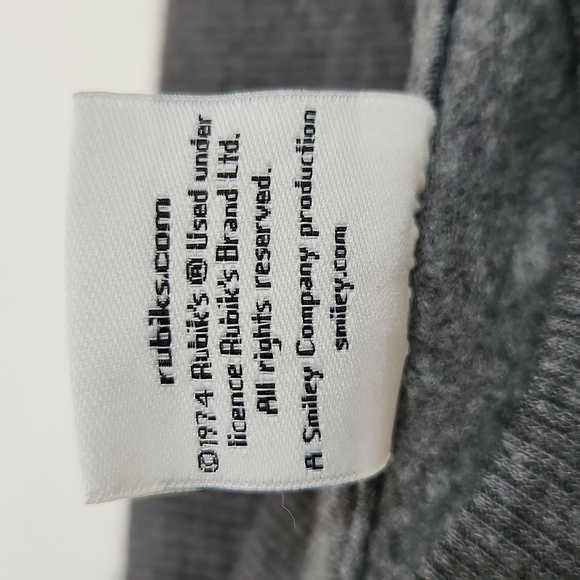 rubiks.com
©1974 Rubik's ® Used under
licence Rubik's Brand Ltd.
All rights reserved.
A Smiley Company production
smiley.com